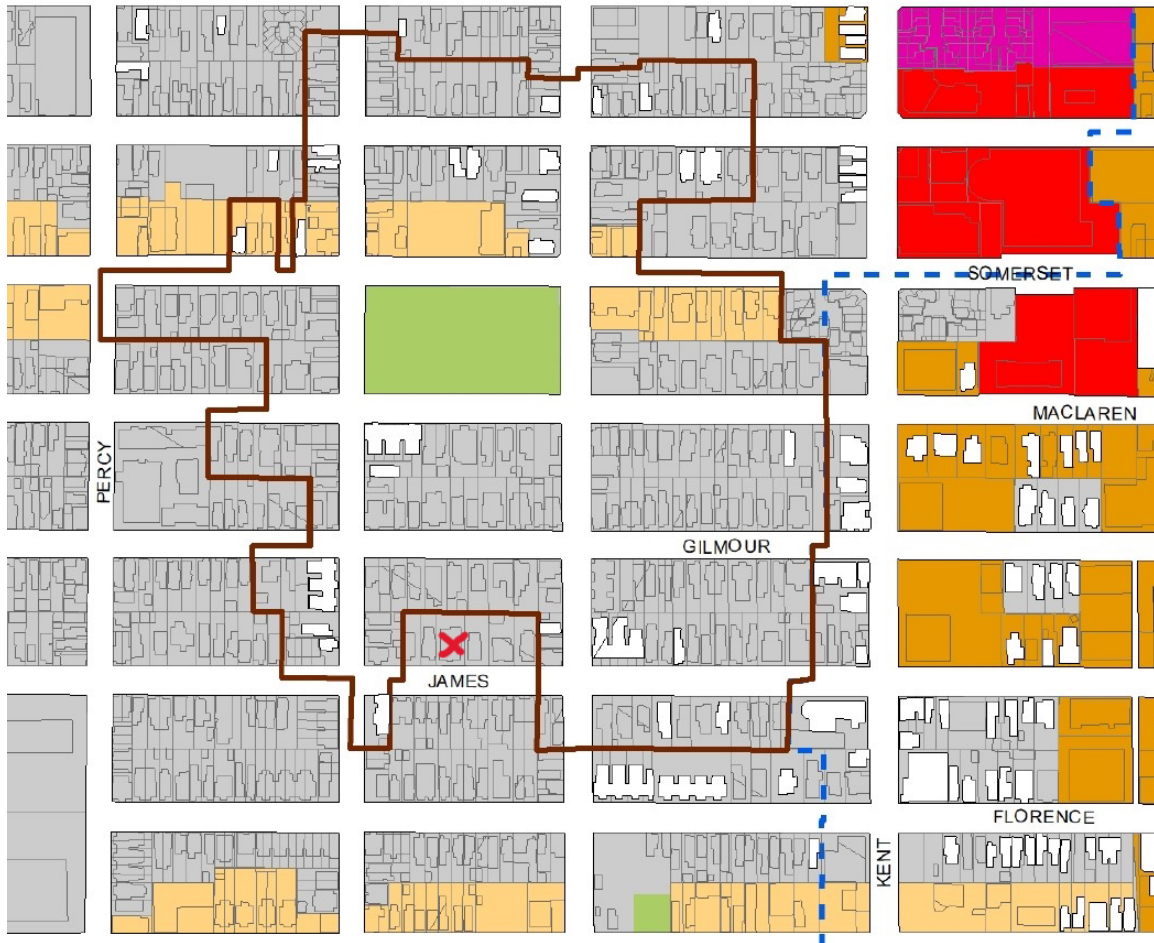 SOMERSET
MACLAREN
PERCY
GILMOUR
JAMES
FLORENCE
KENT